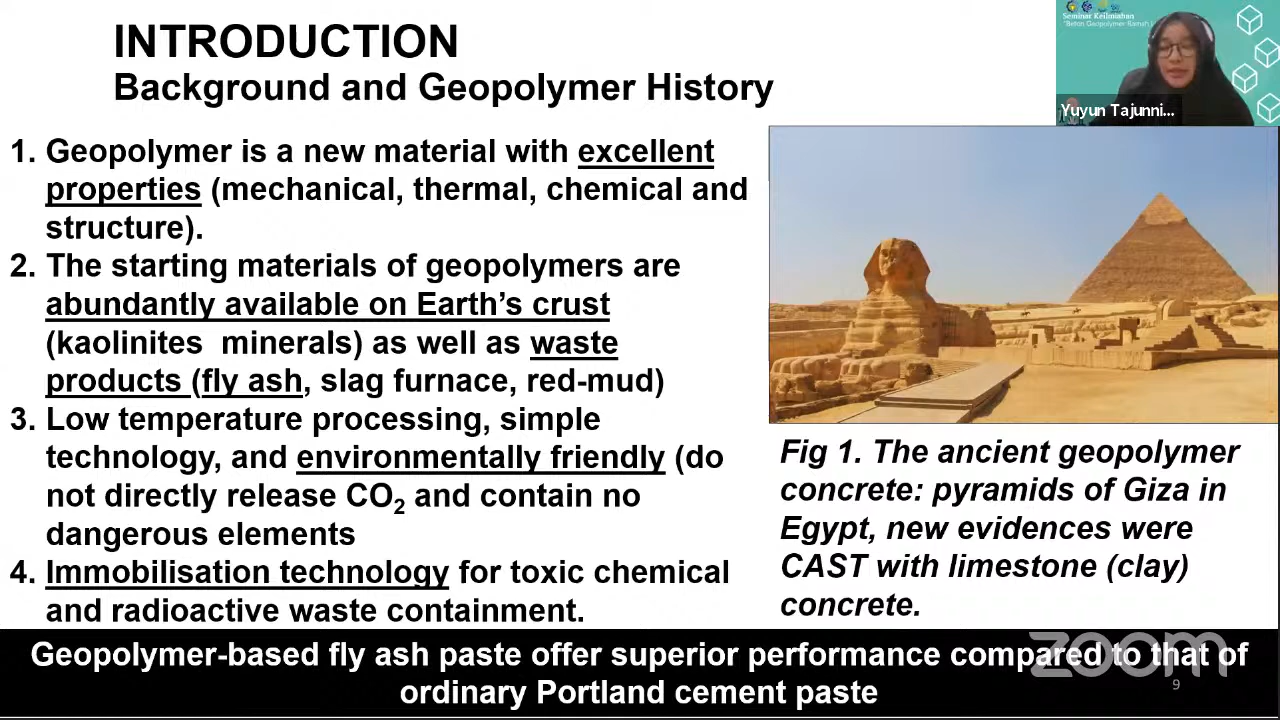 INTRODUCTION
Background and Geopolymer History
Seminar Keilmiahan
"Beton Geopolymer Ramah
Yuyun Tajunni...
1. Geopolymer is a new material with excellent
properties (mechanical, thermal, chemical and
structure).
2. The starting materials of geopolymers are
abundantly available on Earth's crust
(kaolinites minerals) as well as waste
products (fly ash, slag furnace, red-mud)
3. Low temperature processing, simple
technology, and environmentally friendly (do
not directly release CO₂ and contain no
dangerous elements
4. Immobilisation technology for toxic chemical
and radioactive waste containment.
Fig 1. The ancient geopolymer
concrete: pyramids of Giza in
Egypt, new evidences were
CAST with limestone (clay)
concrete.
Geopolymer-based fly ash paste offer superior performance compared to that of
ordinary Portland cement paste
zoom
9